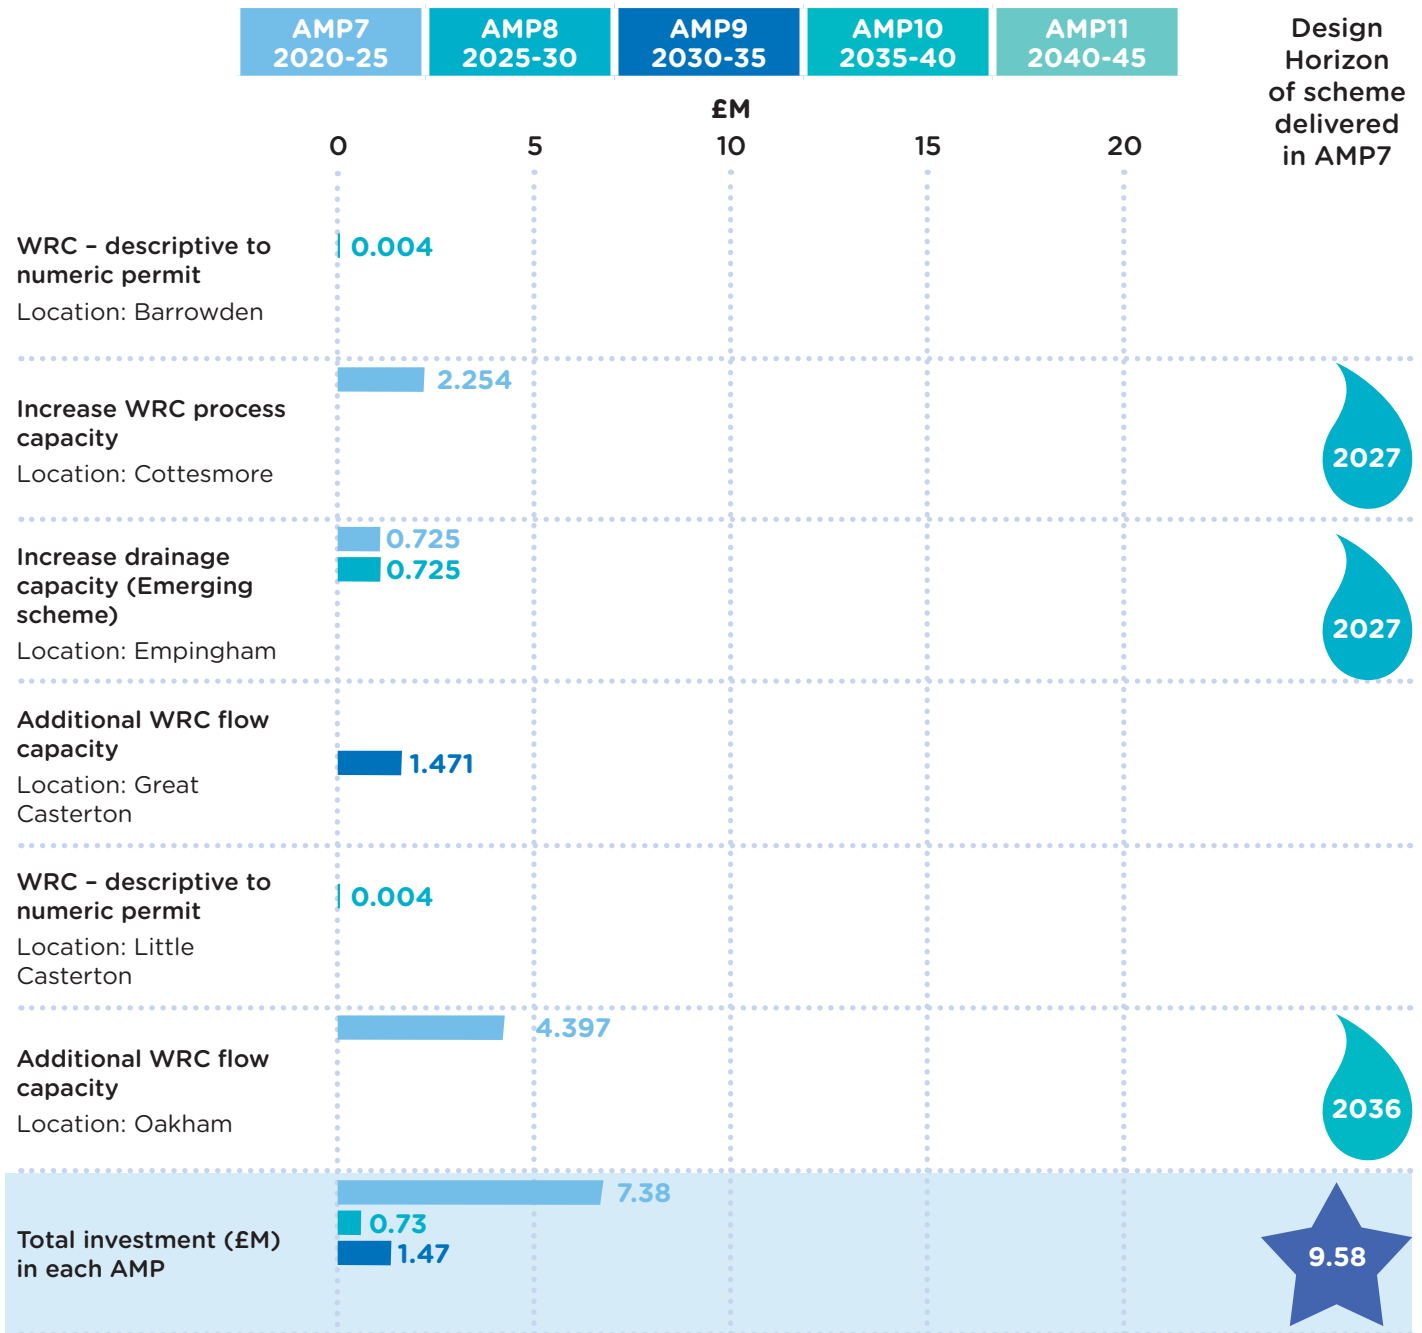 AMP7
2020-25
AMP8
2025-30
AMP9
2030-35
AMP10
2035-40
AMP11
2040-45
Design
Horizon
of scheme
delivered
in AMP7
£M
0 5 10 15 20
WRC – descriptive to
numeric permit
Location: Barrowden
0.004
Increase WRC process
capacity
Location: Cottesmore
2.254
2027
Increase drainage
capacity (Emerging
scheme)
Location: Empingham
0.725
0.725
2027
Additional WRC flow
capacity
Location: Great
Casterton
1.471
WRC – descriptive to
numeric permit
Location: Little
Casterton
0.004
Additional WRC flow
capacity
Location: Oakham
4.397
2036
Total investment (£M)
in each AMP
7.38
0.73
1.47
9.58